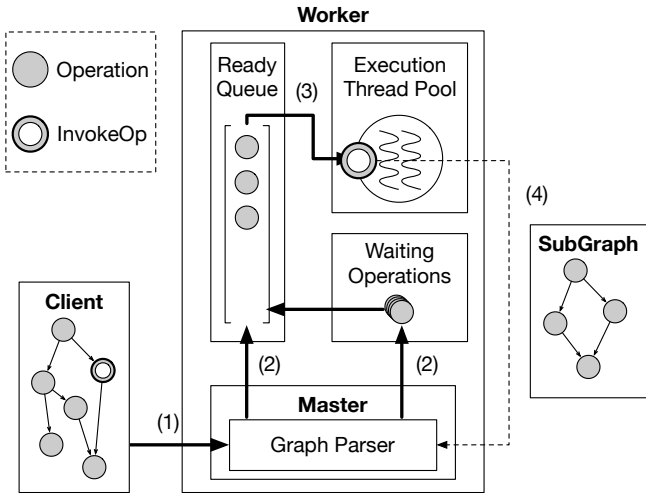 Worker
Operation
InvokeOp
Ready
Queue
(3)
Execution
Thread Pool
(4)
Waiting
Operations
SubGraph
Client
(2)
(2)
(1)
Master
Graph Parser